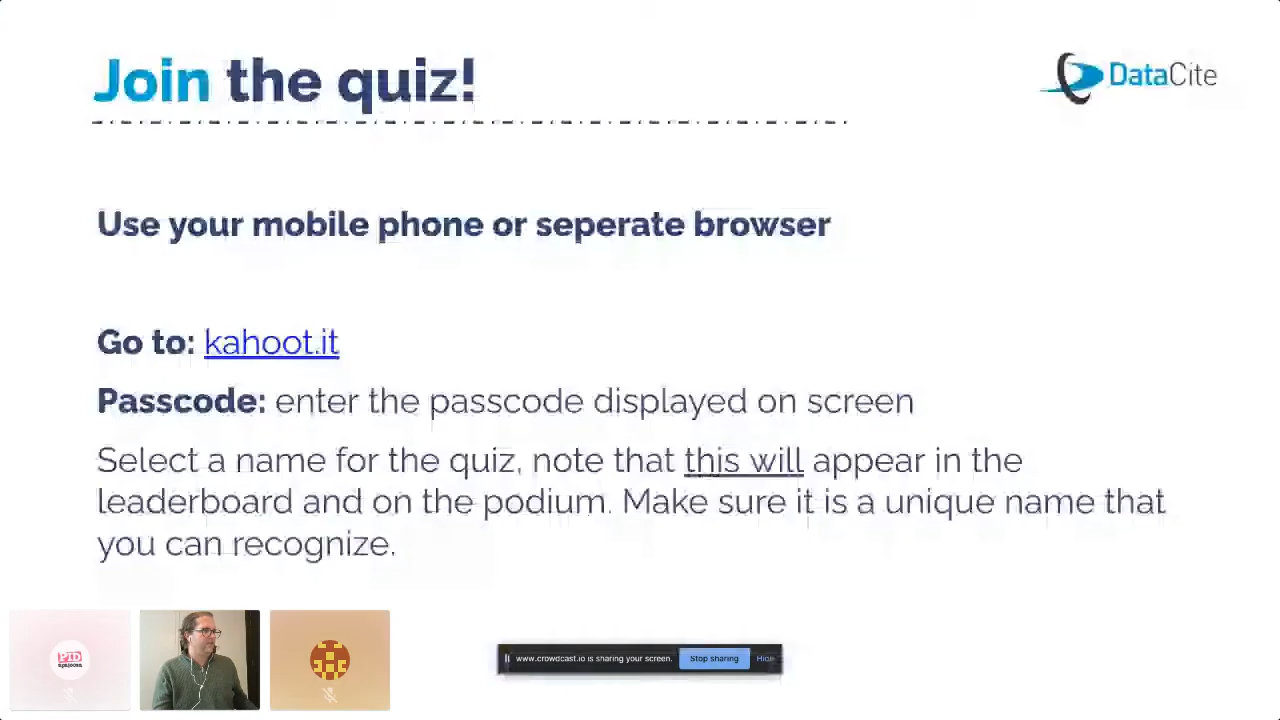 Join the quiz!
DataCite
Use your mobile phone or seperate browser
Go to: kahoot.it
Passcode: enter the passcode displayed on screen
Select a name for the quiz, note that this will appear in the
leaderboard and on the podium. Make sure it is a unique name that
you can recognize.
PID
apalooza
www.crowdcast.io is sharing your screen. Stop sharing Hide